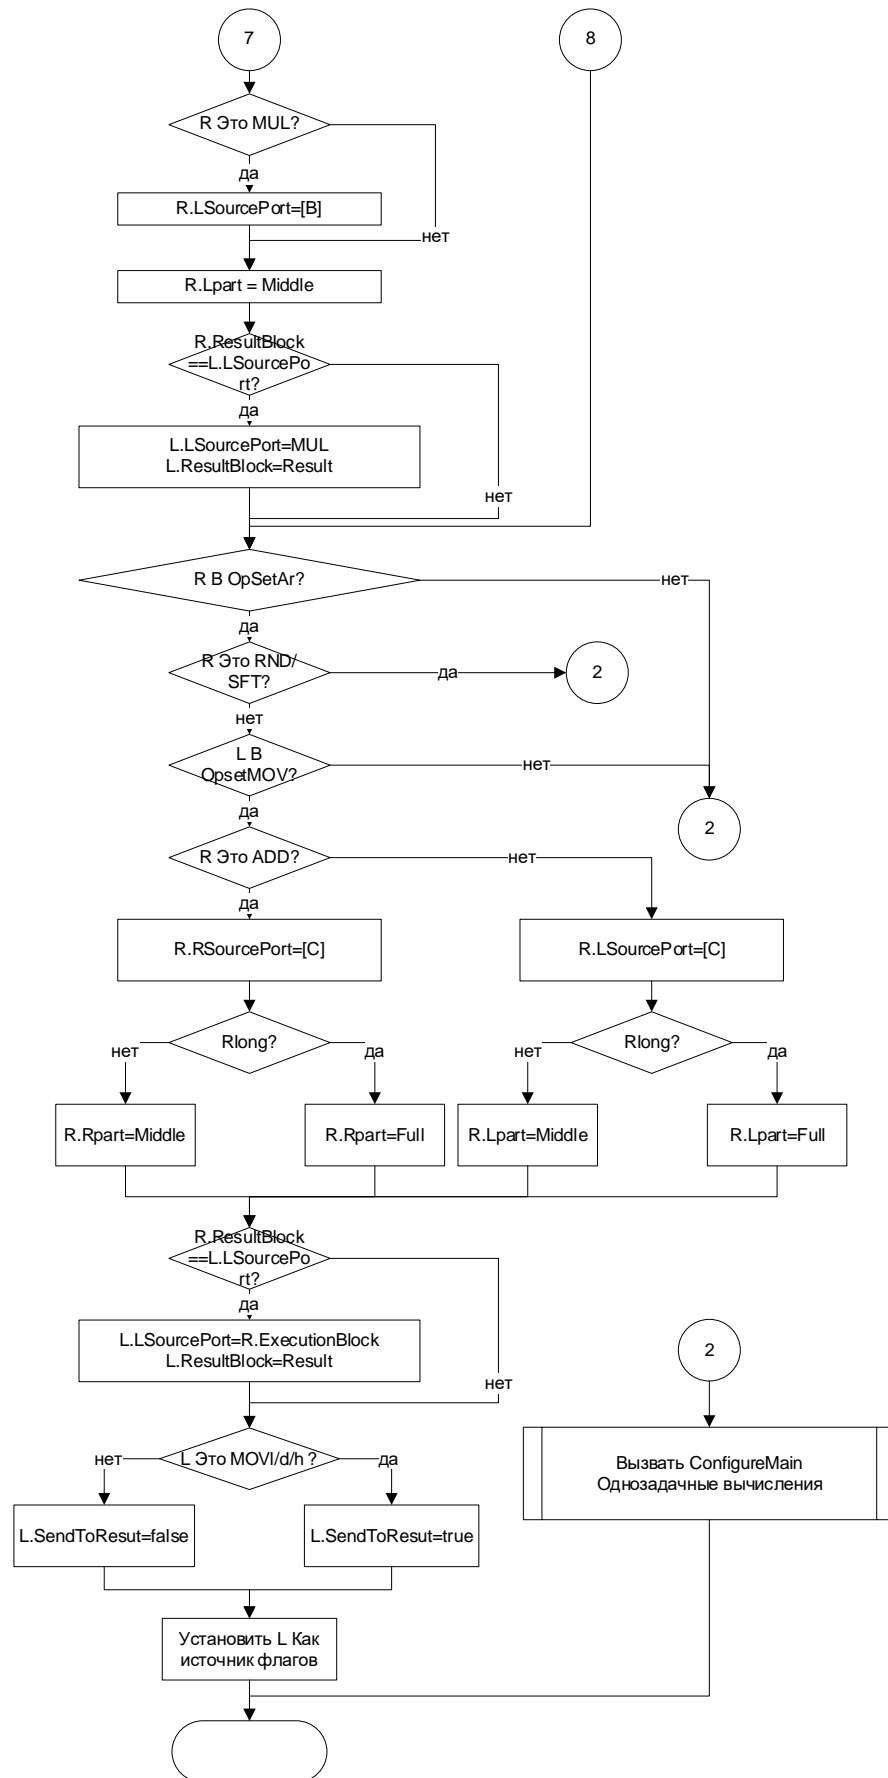 7
8
R Это MUL?
да
R.LSourcePort=[B]
нет
R.Lpart = Middle
R.ResultBlock
==L.LSourcePo
rt?
да
L.LSourcePort=MUL
L.ResultBlock=Result
нет
R В OpSetAr?
нет
да
R Это RND/
SFT?
да
2
нет
L В
OpsetMOV?
нет
да
2
R Это ADD?
нет
да
R.RSourcePort=[C]
R.LSourcePort=[C]
Rlong?
Rlong?
нет
да
нет
да
R.Rpart=Middle
R.Rpart=Full
R.Lpart=Middle
R.Lpart=Full
R.ResultBlock
==L.LSourcePo
rt?
да
L.LSourcePort=R.ExecutionBlock
L.ResultBlock=Result
2
нет
нет
L Это MOVl/d/h ?
да
Вызвать ConfigureMain
Однозадачные вычисления
L.SendToResut=false
L.SendToResut=true
Установить L Как
источник флагов